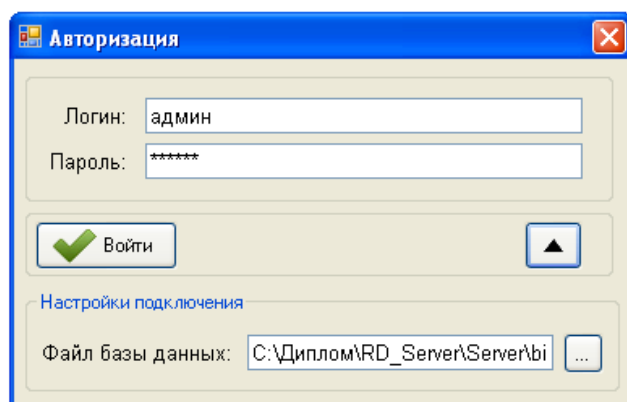 Авторизация
Логин: админ
Пароль: ******
Войти
Настройки подключения
Файл базы данных: C:\Диплом\RD_Server\Server\bi ...